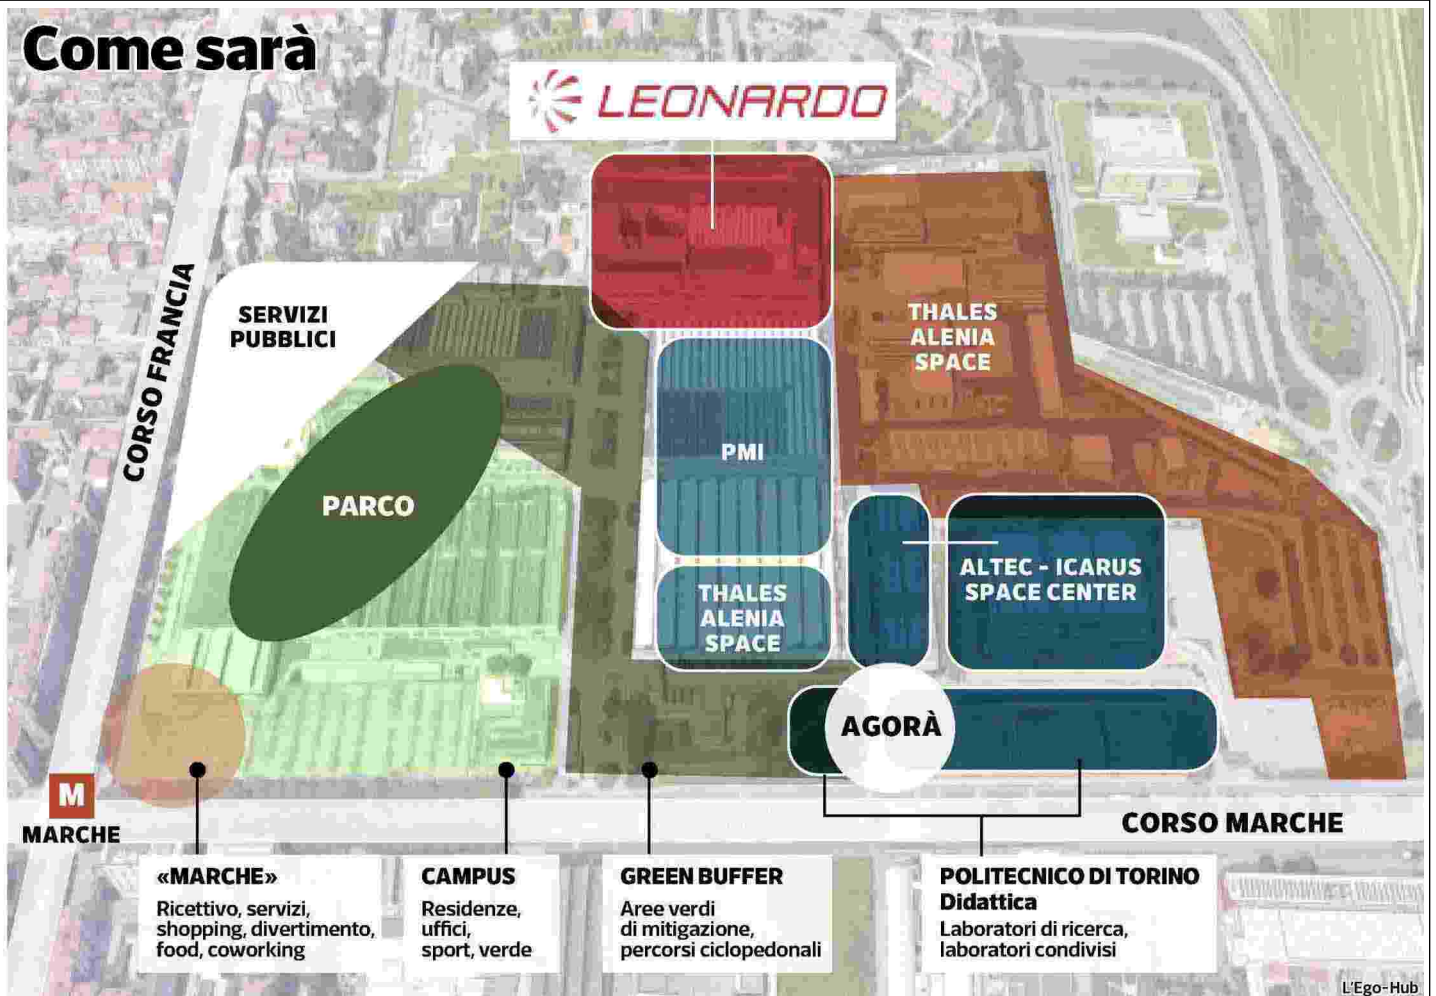 Come sarà
LEONARDO
SERVIZI
PUBBLICI
CORSO FRANCIA
THALES
ALENIA
SPACE
PMI
PARCO
ALTEC - ICARUS
SPACE CENTER
THALES
ALENIA
SPACE
AGORÀ
M
MARCHE
CORSO MARCHE
«MARCHE»
Ricettivo, servizi,
shopping, divertimento,
food, coworking
CAMPUS
Residenze,
uffici,
sport, verde
GREEN BUFFER
Aree verdi
di mitigazione,
percorsi ciclopedonali
POLITECNICO DI TORINO
Didattica
Laboratori di ricerca,
laboratori condivisi
L'Ego-Hub